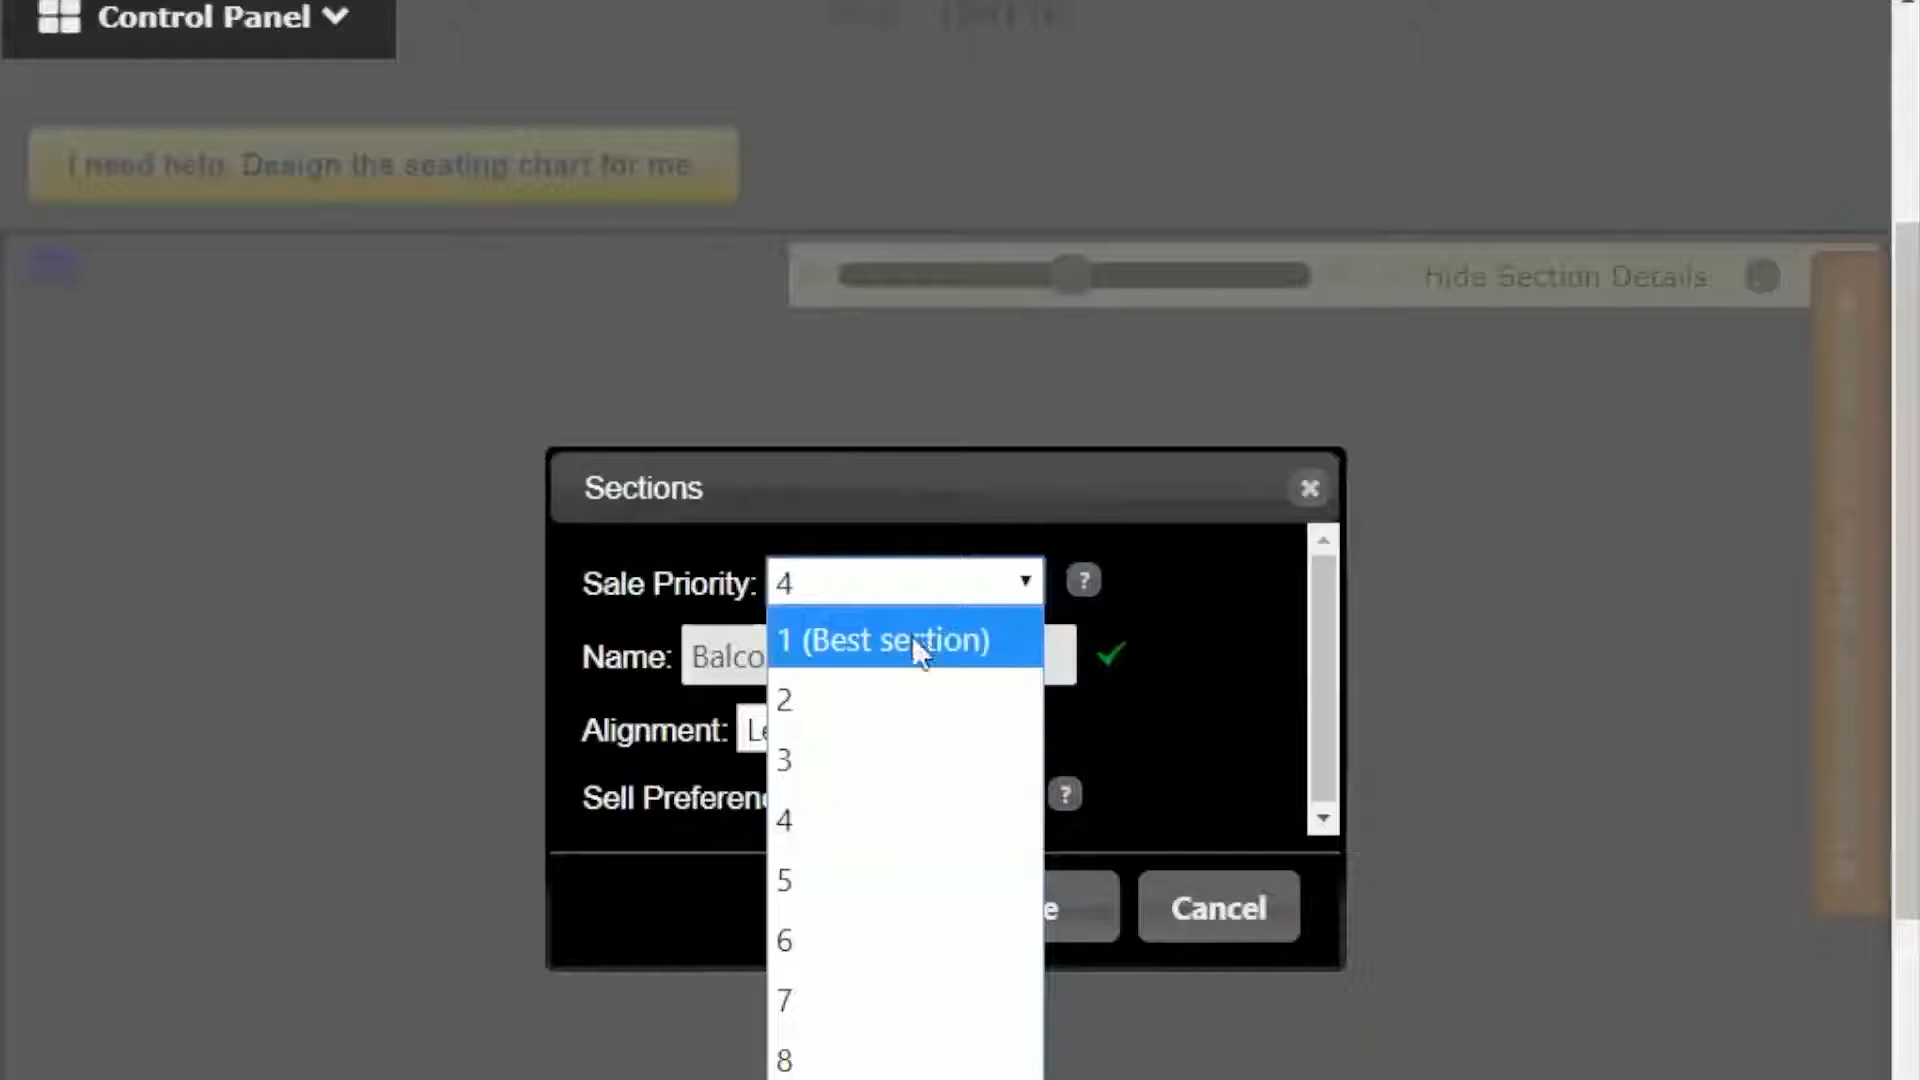 Control Panel
I need help. Design the seating chart for me
Hide Section Details
Sections
Sale Priority: 4
?
1 (Best section)
Name: Balco
2
Alignment: Le
3
Sell Preferenc
?
4
5
e
Cancel
6
7
8